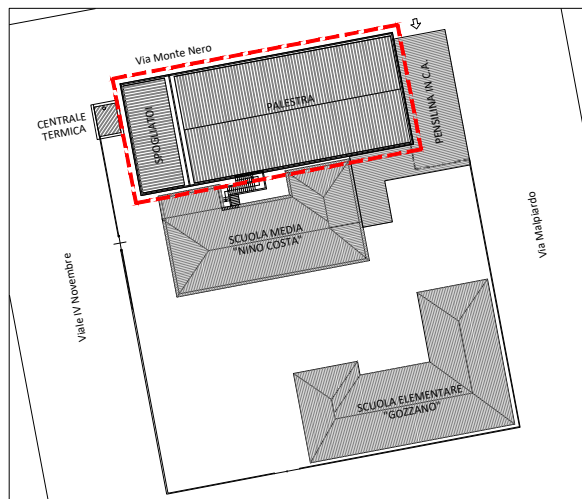 Via Monte Nero
CENTRALE
TERMICA
SPOGLIATOI
PALESTRA
PENSILINA IN C.A.
SCUOLA MEDIA
"NINO COSTA"
Viale IV Novembre
Via Malpiardo
SCUOLA ELEMENTARE
"GOZZANO"